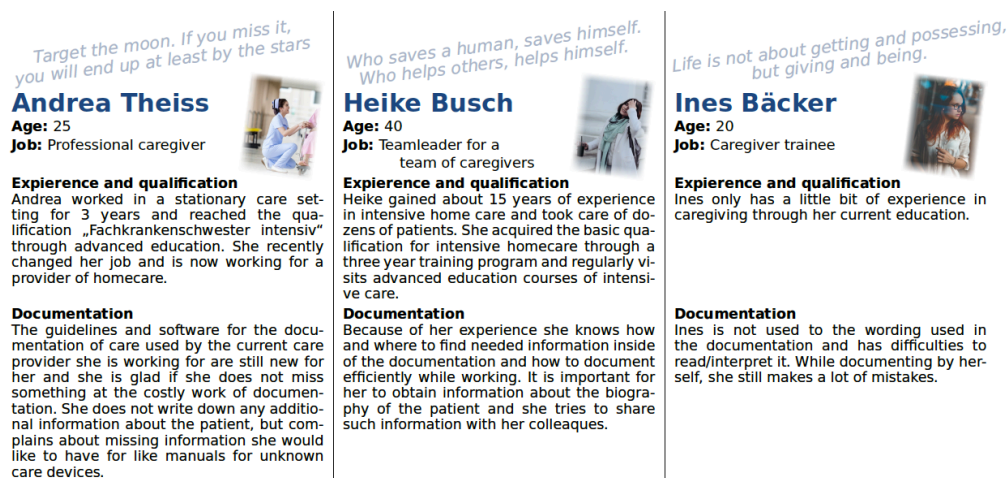 Target the moon. If you miss it,
you will end up at least by the stars
Andrea Theiss
Age: 25
Job: Professional caregiver
Expierence and qualification
Andrea worked in a stationary care set-
ting for 3 years and reached the qua-
lification „Fachkrankenschwester intensiv“
through advanced education. She recently
changed her job and is now working for a
provider of homecare.
Documentation
The guidelines and software for the docu-
mentation of care used by the current care
provider she is working for are still new for
her and she is glad if she does not miss
something at the costly work of documen-
tation. She does not write down any additio-
nal information about the patient, but com-
plains about missing information she would
like to have for like manuals for unknown
care devices.
Who saves a human, saves himself.
Who helps others, helps himself.
Heike Busch
Age: 40
Job: Teamleader for a
team of caregivers
Expierence and qualification
Heike gained about 15 years of experience
in intensive home care and took care of do-
zens of patients. She acquired the basic qua-
lification for intensive homecare through a
three year training program and regularly vi-
sits advanced education courses of intensi-
ve care.
Documentation
Because of her experience she knows how
and where to find needed information inside
of the documentation and how to document
efficiently while working. It is important for
her to obtain information about the biogra-
phy of the patient and she tries to share
such information with her colleaques.
Life is not about getting and possessing,
but giving and being.
Ines Bäcker
Age: 20
Job: Caregiver trainee
Expierence and qualification
Ines only has a little bit of experience in
caregiving through her current education.
Documentation
Ines is not used to the wording used in
the documentation and has difficulties to
read/interpret it. While documenting by her-
self, she still makes a lot of mistakes.